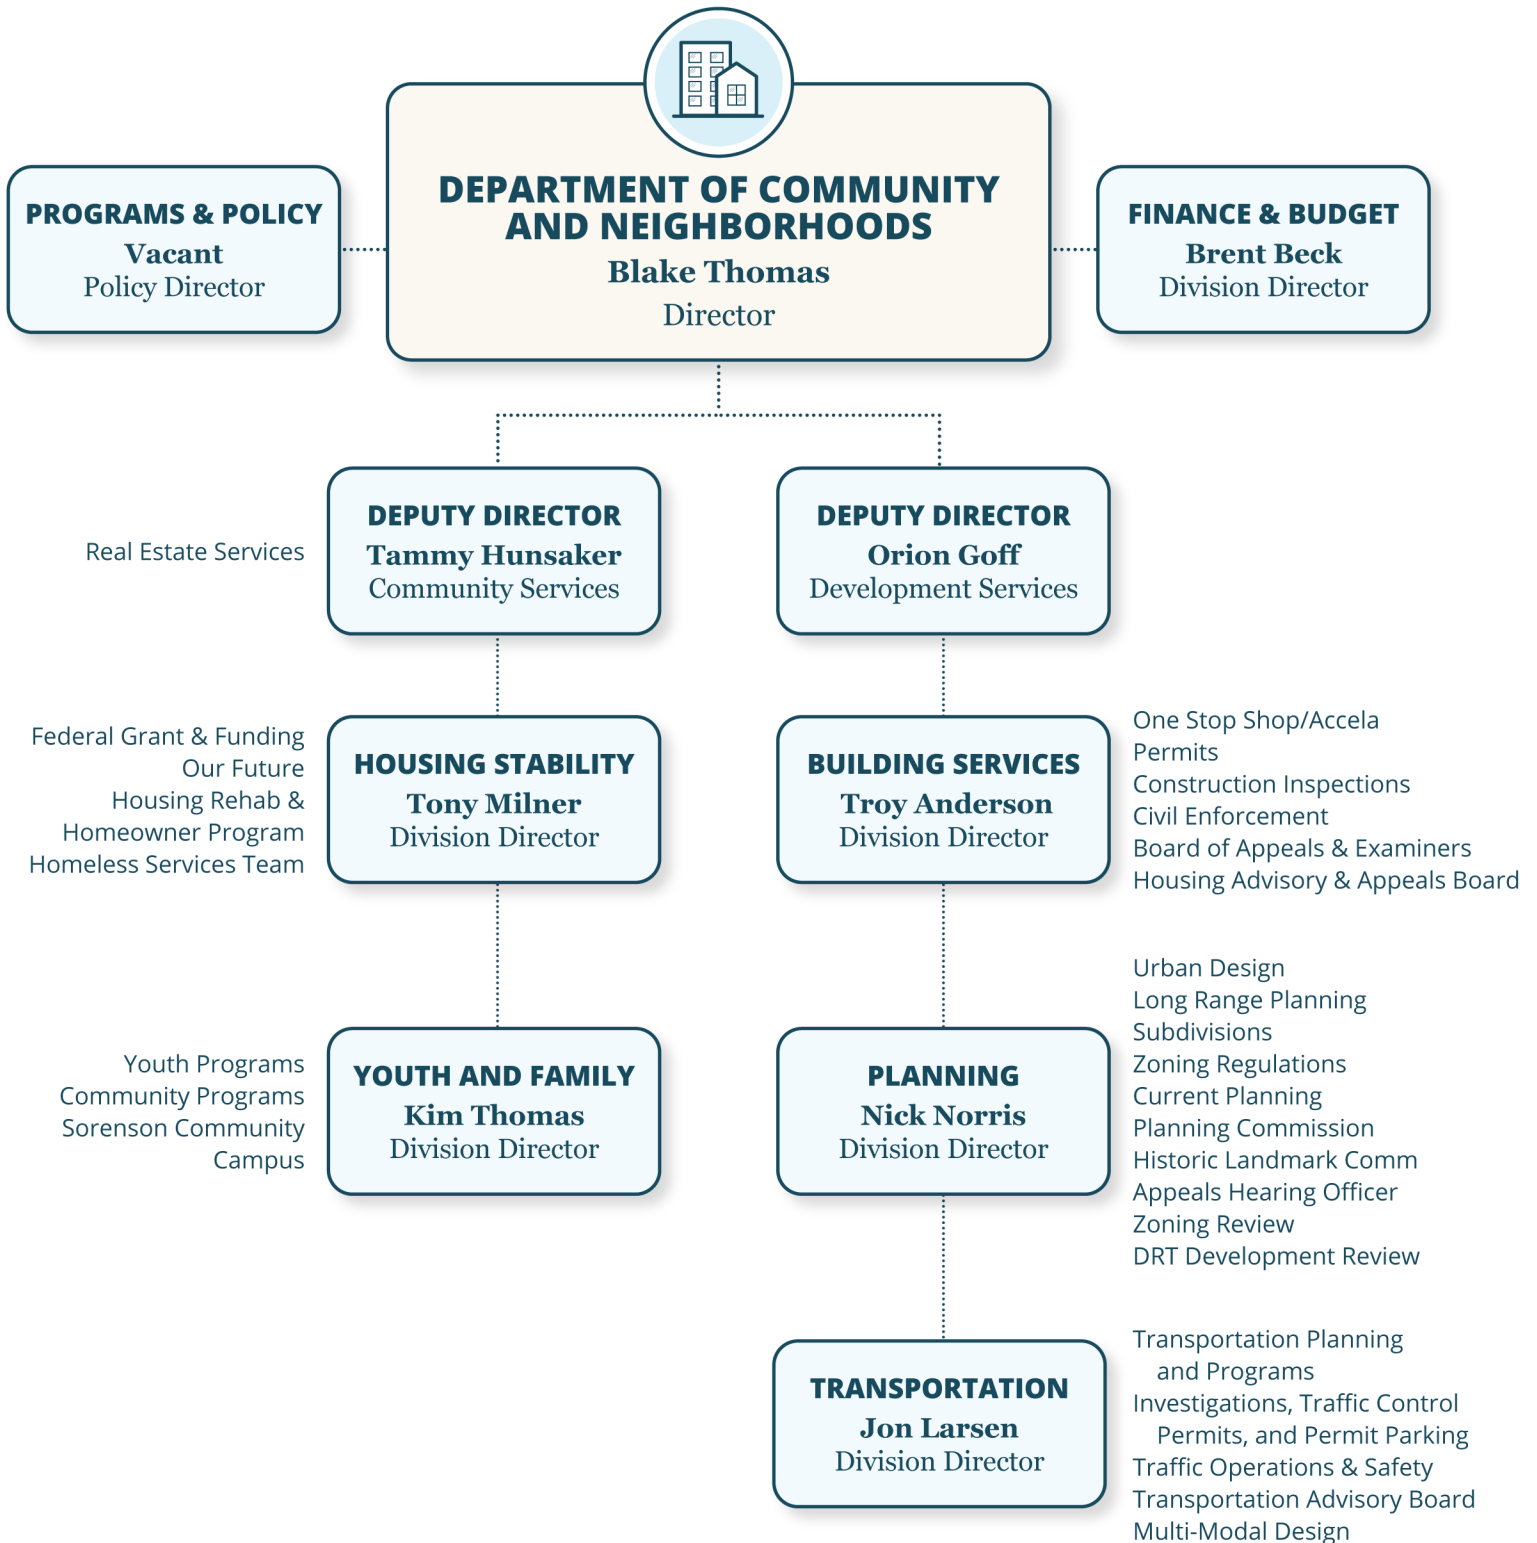 DEPARTMENT OF COMMUNITY
AND NEIGHBORHOODS
Blake Thomas
Director
PROGRAMS & POLICY
Vacant
Policy Director
FINANCE & BUDGET
Brent Beck
Division Director
DEPUTY DIRECTOR
Tammy Hunsaker
Community Services
Real Estate Services
DEPUTY DIRECTOR
Orion Goff
Development Services
Federal Grant & Funding
Our Future
Housing Rehab &
Homeowner Program
Homeless Services Team
HOUSING STABILITY
Tony Milner
Division Director
BUILDING SERVICES
Troy Anderson
Division Director
One Stop Shop/Accela
Permits
Construction Inspections
Civil Enforcement
Board of Appeals & Examiners
Housing Advisory & Appeals Board
Youth Programs
Community Programs
Sorenson Community
Campus
YOUTH AND FAMILY
Kim Thomas
Division Director
PLANNING
Nick Norris
Division Director
Urban Design
Long Range Planning
Subdivisions
Zoning Regulations
Current Planning
Planning Commission
Historic Landmark Comm
Appeals Hearing Officer
Zoning Review
DRT Development Review
TRANSPORTATION
Jon Larsen
Division Director
Transportation Planning
and Programs
Investigations, Traffic Control
Permits, and Permit Parking
Traffic Operations & Safety
Transportation Advisory Board
Multi-Modal Design